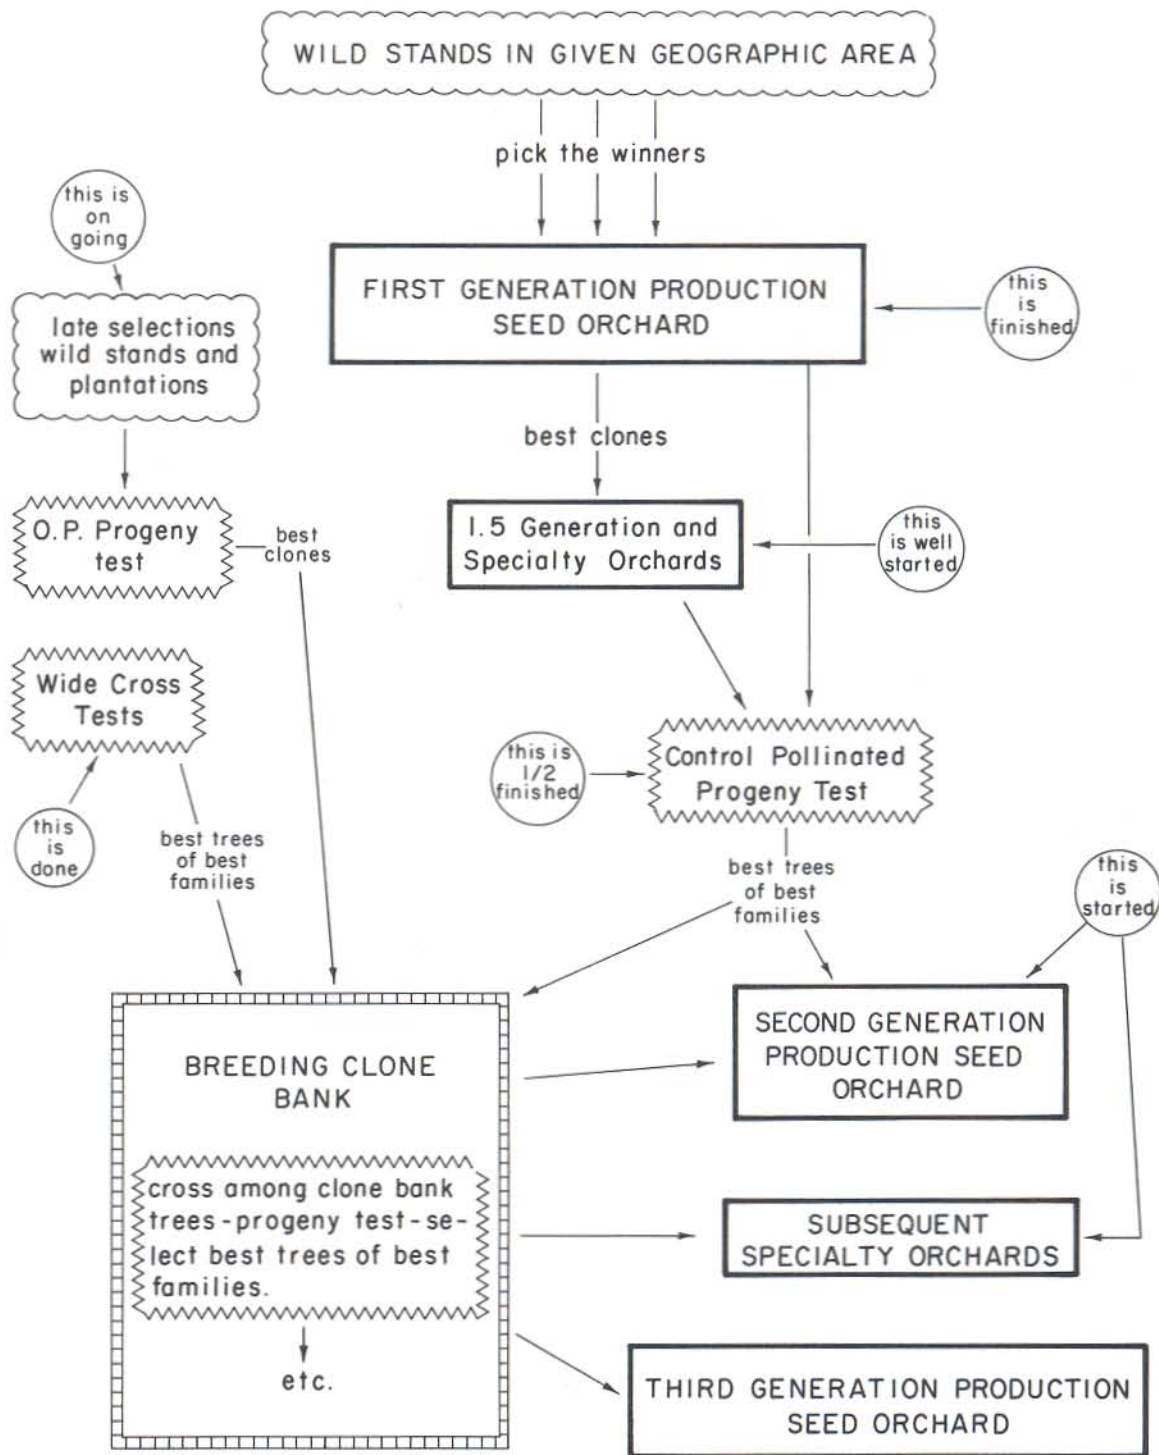 WILD STANDS IN GIVEN GEOGRAPHIC AREA
pick the winners
this is
on
going
FIRST GENERATION PRODUCTION
SEED ORCHARD
this
is
finished
late selections
wild stands and
plantations
best clones
O.P. Progeny
test
best
clones
1.5 Generation and
Specialty Orchards
this
is well
started
Wide Cross
Tests
this is
1/2
finished
Control Pollinated
Progeny Test
this
is
done
best trees
of best
families
best trees
of best
families
this
is
started
BREEDING CLONE
BANK
SECOND GENERATION
PRODUCTION SEED
ORCHARD
cross among clone bank
trees-progeny test-se-
lect best trees of best
families.
etc.
SUBSEQUENT
SPECIALTY ORCHARDS
THIRD GENERATION PRODUCTION
SEED ORCHARD